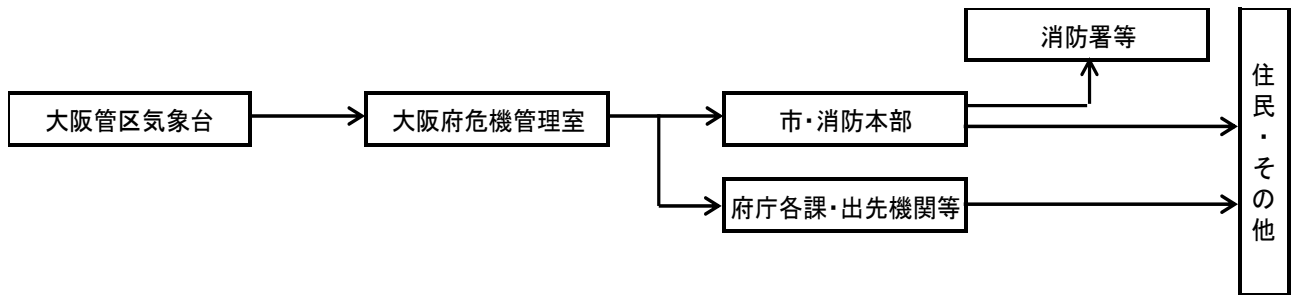 消防署等
大阪管区気象台
大阪府危機管理室
市・消防本部
府庁各課・出先機関等
住民・その他